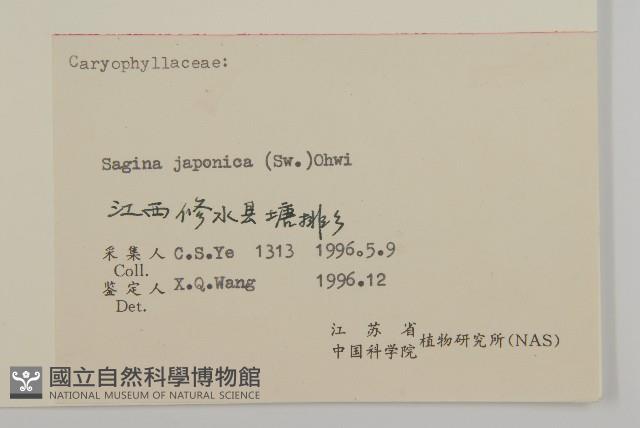 Caryophyllaceae:
Sagina japonica (Sw.)Ohwi
江西修水县塘排乡
采集人 C.S.Ye 1313 1996.5.9
Coll.
鉴定人 X.Q.Wang 1996.12
Det.
江苏省
中国科学院 植物研究所(NAS)
國立自然科學博物館
NATIONAL MUSEUM OF NATURAL SCIENCE